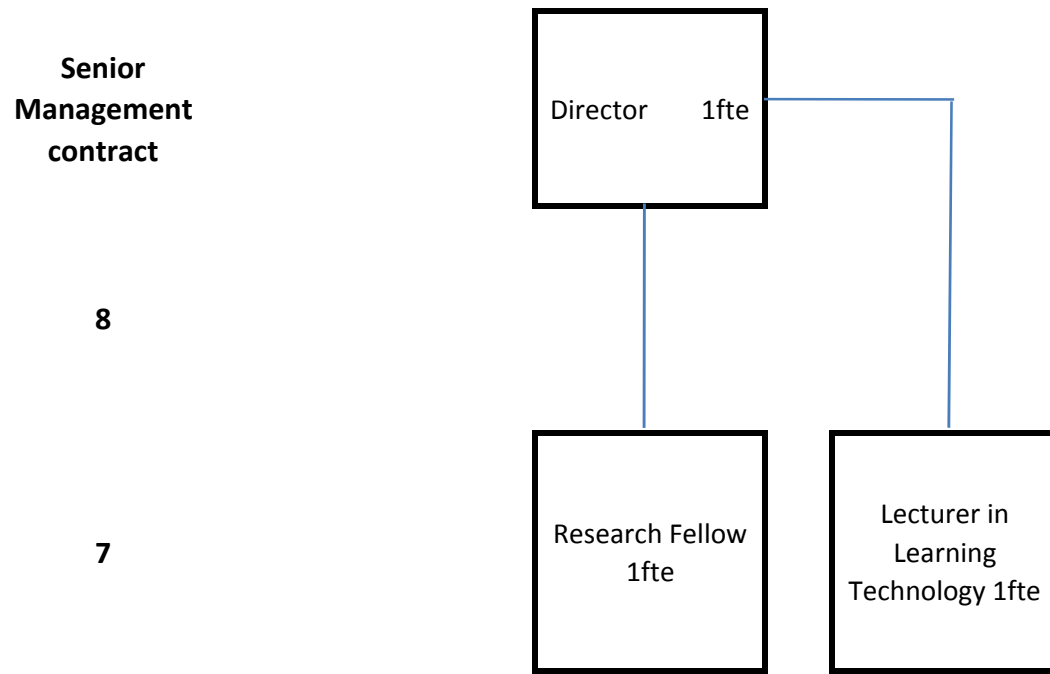 Senior
Management
contract
Director 1fte
8
7
Research Fellow
1fte
Lecturer in
Learning
Technology 1fte